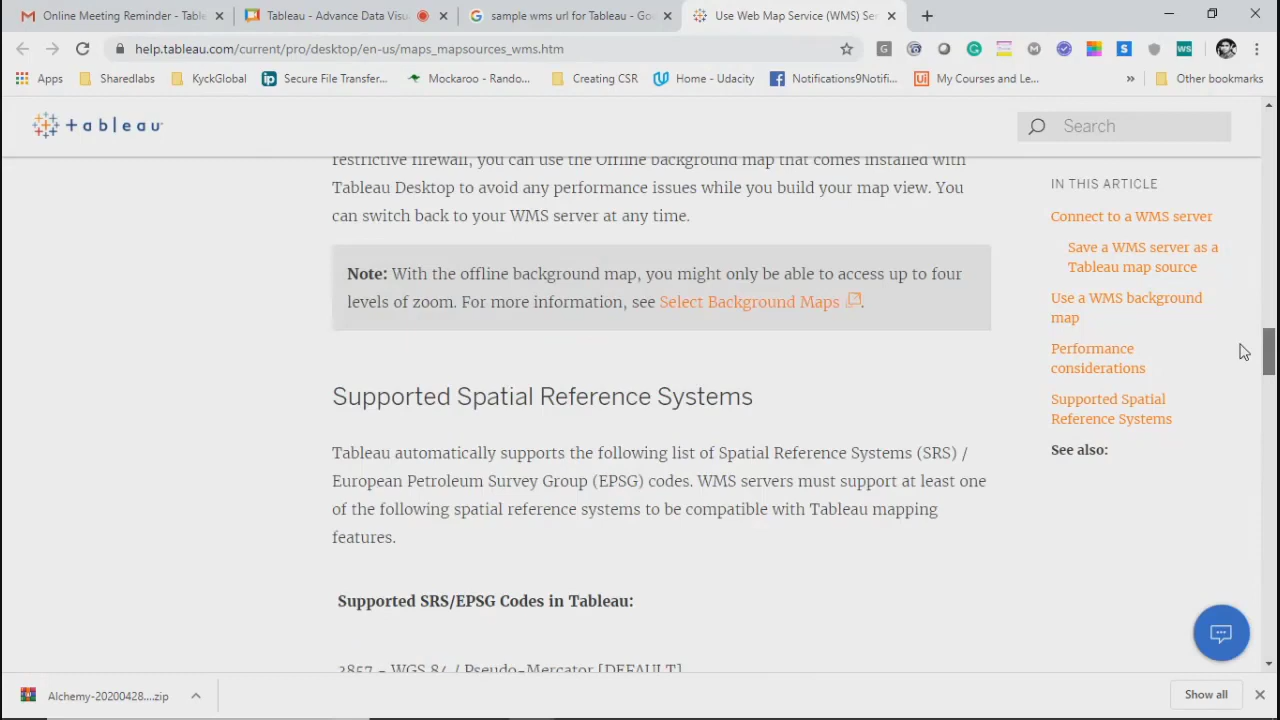 Online Meeting Reminder - Table
Tableau - Advance Data Visu
sample wms url for Tableau - Goo
Use Web Map Service (WMS) Ser
help.tableau.com/current/pro/desktop/en-us/maps_mapsources_wms.htm
Apps
Sharedlabs
KyckGlobal
Secure File Transfer...
Mockaroo - Rando...
Creating CSR
Home - Udacity
Notifications9Notifi...
My Courses and Le...
»
Other bookmarks
+ a b l e a u
Search
restrictive firewall, you can use the Offline background map that comes installed with
Tableau Desktop to avoid any performance issues while you build your map view. You
can switch back to your WMS server at any time.
Note: With the offline background map, you might only be able to access up to four
levels of zoom. For more information, see Select Background Maps.
Supported Spatial Reference Systems
Tableau automatically supports the following list of Spatial Reference Systems (SRS) /
European Petroleum Survey Group (EPSG) codes. WMS servers must support at least one
of the following spatial reference systems to be compatible with Tableau mapping
features.
Supported SRS/EPSG Codes in Tableau:
3857 - WGS 84 / Pseudo-Mercator [DEFAULT]
IN THIS ARTICLE
Connect to a WMS server
Save a WMS server as a
Tableau map source
Use a WMS background
map
Performance
considerations
Supported Spatial
Reference Systems
See also:
Alchemy-20200428....zip
Show all